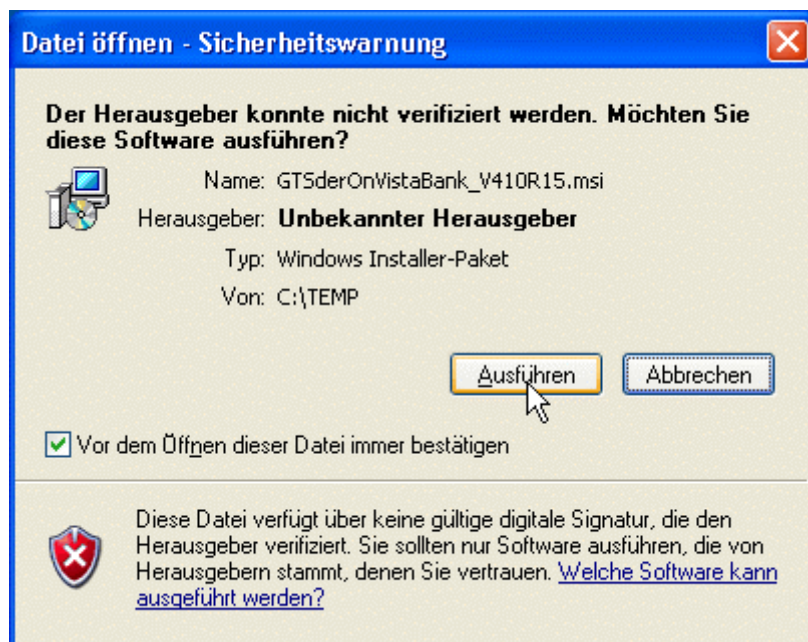 Datei öffnen - Sicherheitswarnung
Der Herausgeber konnte nicht verifiziert werden. Möchten Sie
diese Software ausführen?
Name: GTSderOnVistaBank_V410R15.msi
Herausgeber: Unbekannter Herausgeber
Typ: Windows Installer-Paket
Von: C:\TEMP
Ausführen Abbrechen
Vor dem Öffnen dieser Datei immer bestätigen
Diese Datei verfügt über keine gültige digitale Signatur, die den
Herausgeber verifiziert. Sie sollten nur Software ausführen, die von
Herausgebern stammt, denen Sie vertrauen. Welche Software kann
ausgeführt werden?